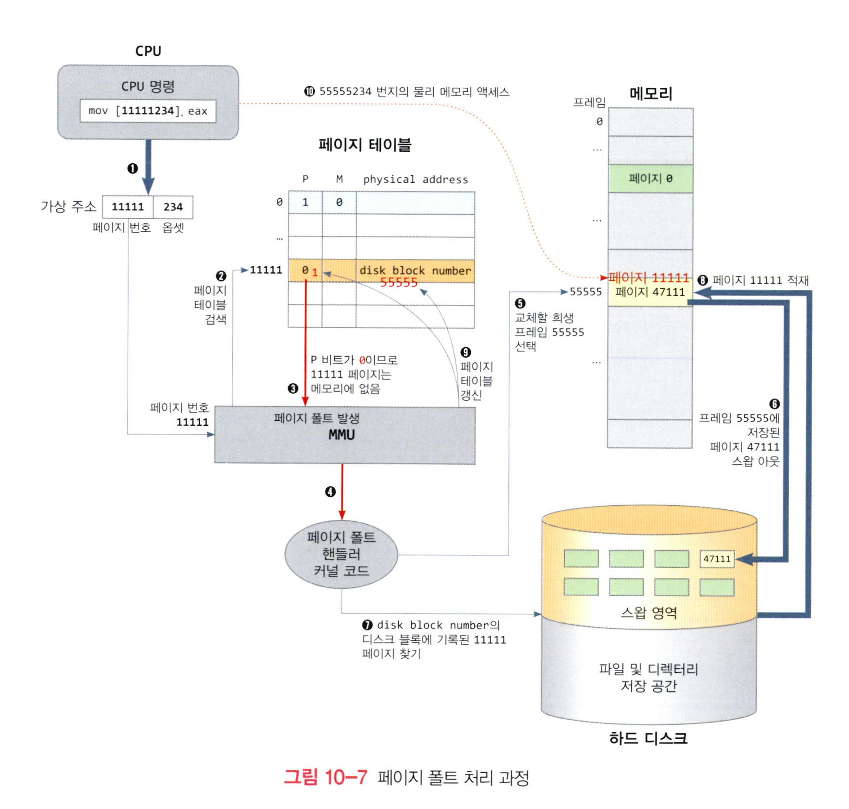 CPU
CPU 명령
mov [11111234], eax
❿ 55555234 번지의 물리 메모리 액세스
메모리
프레임
0
...
페이지 0
...
페이지 테이블
P M physical address
0 1 0
...
11111 0 1 disk block number
55555
❶
가상 주소 11111 234
페이지 번호 옵셋
❷
페이지
테이블
검색
페이지 11111
55555 페이지 47111
❽ 페이지 11111 적재
❺
교체할 희생
프레임 55555
선택
...
❸
P 비트가 0이므로
11111 페이지는
메모리에 없음
❾
페이지
테이블
갱신
페이지 번호
11111
페이지 폴트 발생
MMU
❻
프레임 55555에
저장된
페이지 47111
스왑 아웃
❹
페이지 폴트
핸들러
커널 코드
47111
스왑 영역
❼ disk block number의
디스크 블록에 기록된 11111
페이지 찾기
파일 및 디렉터리
저장 공간
하드 디스크
그림 10-7 페이지 폴트 처리 과정